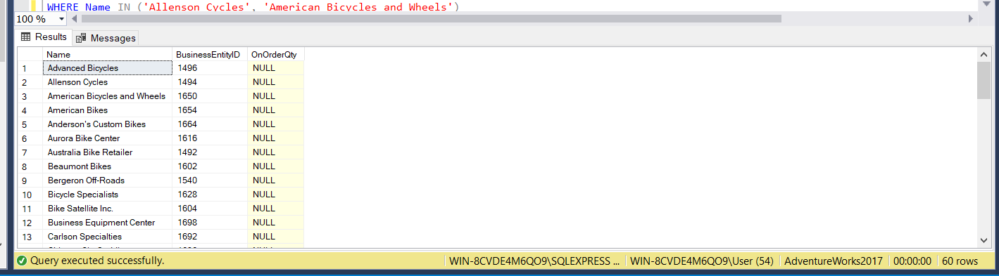 WHERE Name IN ('Allenson Cycles', 'American Bicycles and Wheels')
100 %
Results Messages
Name BusinessEntityID OnOrderQty
1 Advanced Bicycles 1496 NULL
2 Allenson Cycles 1494 NULL
3 American Bicycles and Wheels 1650 NULL
4 American Bikes 1654 NULL
5 Anderson's Custom Bikes 1664 NULL
6 Aurora Bike Center 1616 NULL
7 Australia Bike Retailer 1492 NULL
8 Beaumont Bikes 1602 NULL
9 Bergeron Off-Roads 1540 NULL
10 Bicycle Specialists 1628 NULL
11 Bike Satellite Inc. 1604 NULL
12 Business Equipment Center 1698 NULL
13 Carlson Specialties 1692 NULL
Query executed successfully. WIN-8CVDE4M6QO9\SQLEXPRESS ... WIN-8CVDE4M6QO9\User (54) AdventureWorks2017 00:00:00 60 rows